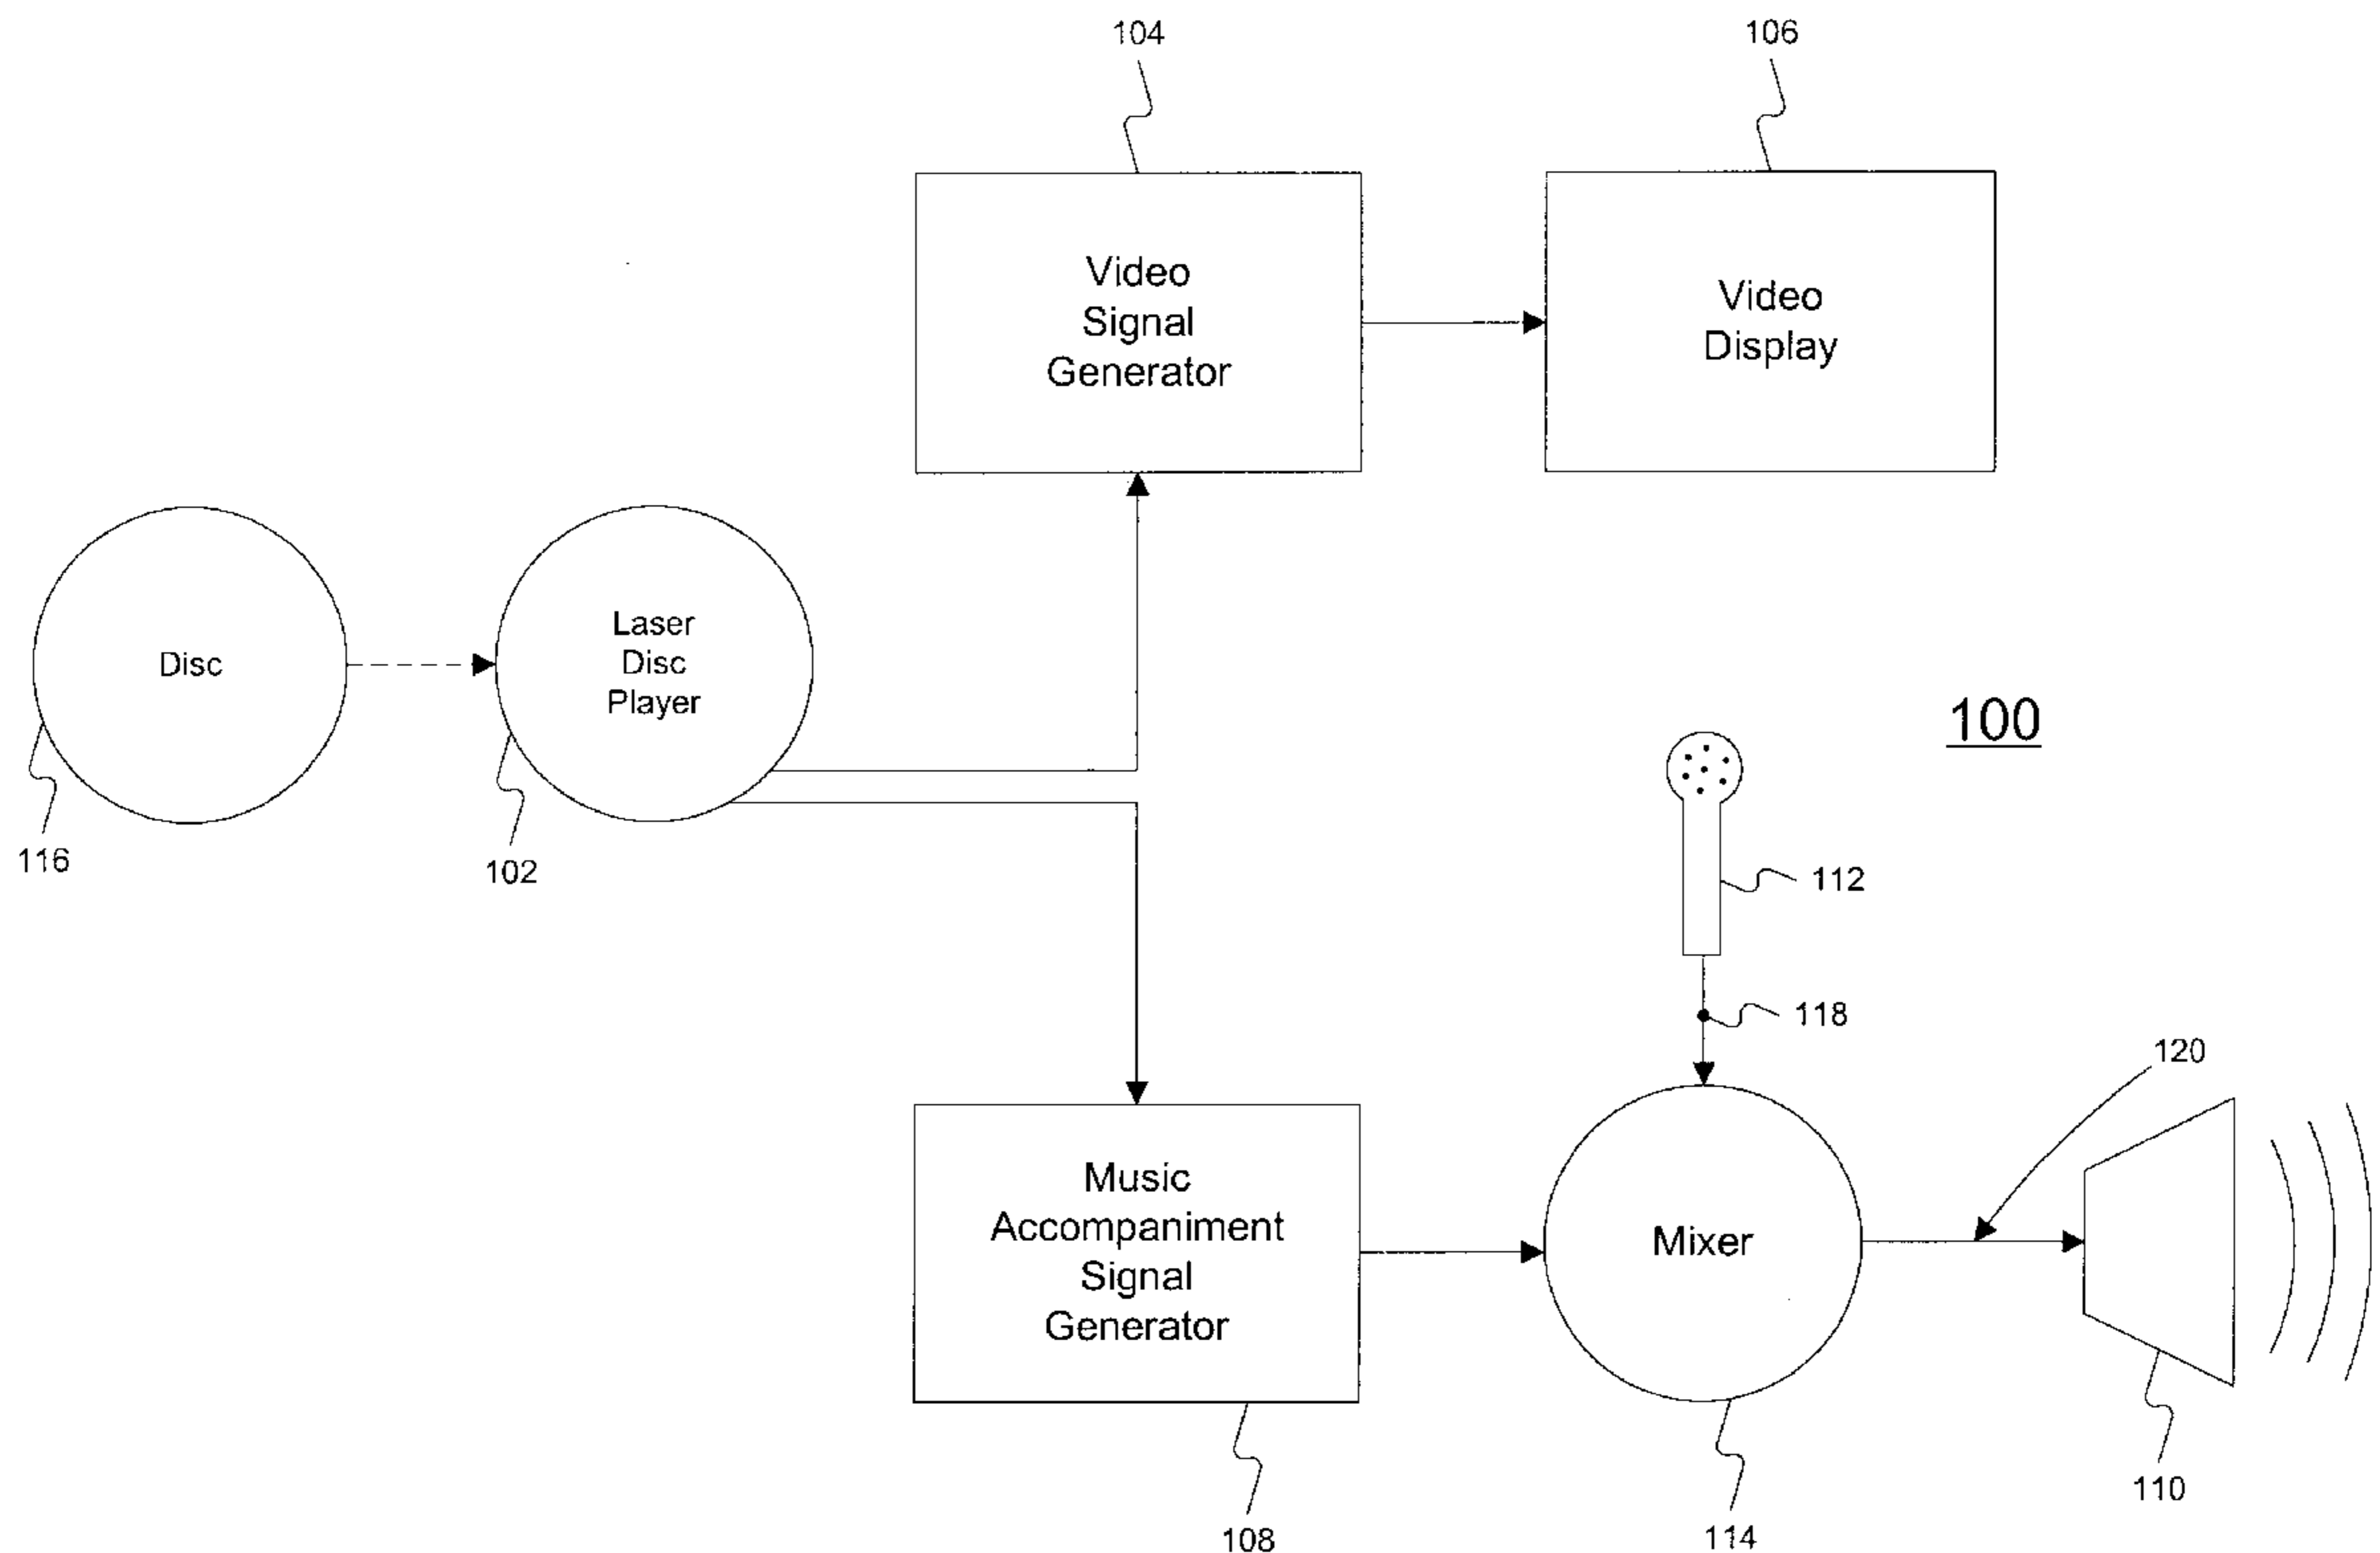 104
106
Video
Signal
Generator
Video
Display
Disc
Laser
Disc
Player
100
116
102
112
118
120
Music
Accompaniment
Signal
Generator
Mixer
108
114
110